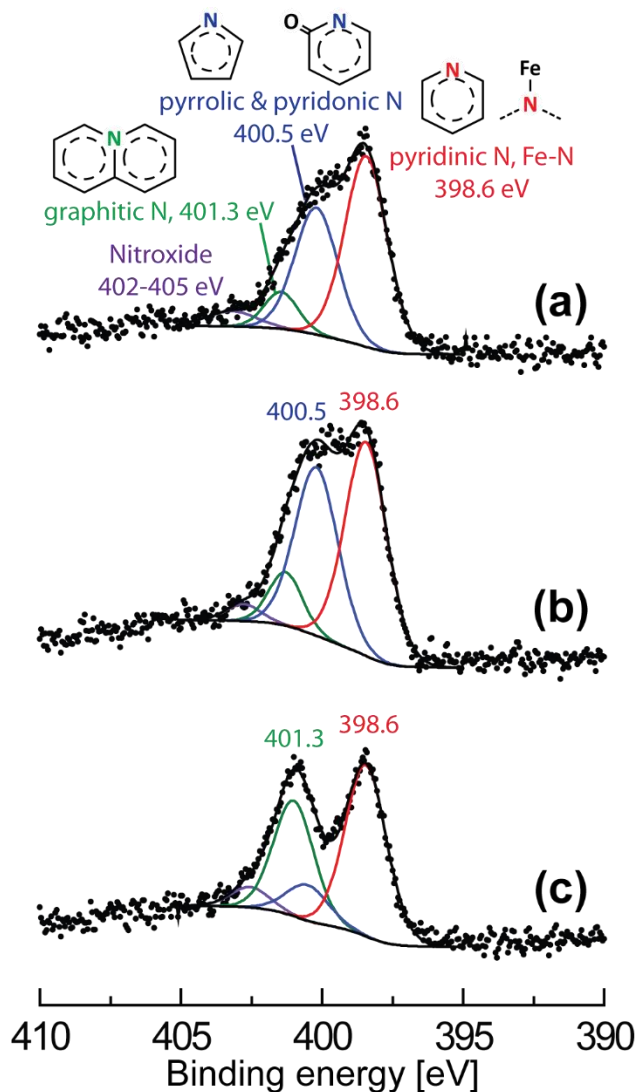 N
O N
N
Fe
N
pyrrolic & pyridonic N
400.5 eV
pyridinic N, Fe-N
398.6 eV
N
graphitic N, 401.3 eV
Nitroxide
402-405 eV
(a)
400.5 398.6
(b)
401.3 398.6
(c)
410 405 400 395 390
Binding energy [eV]